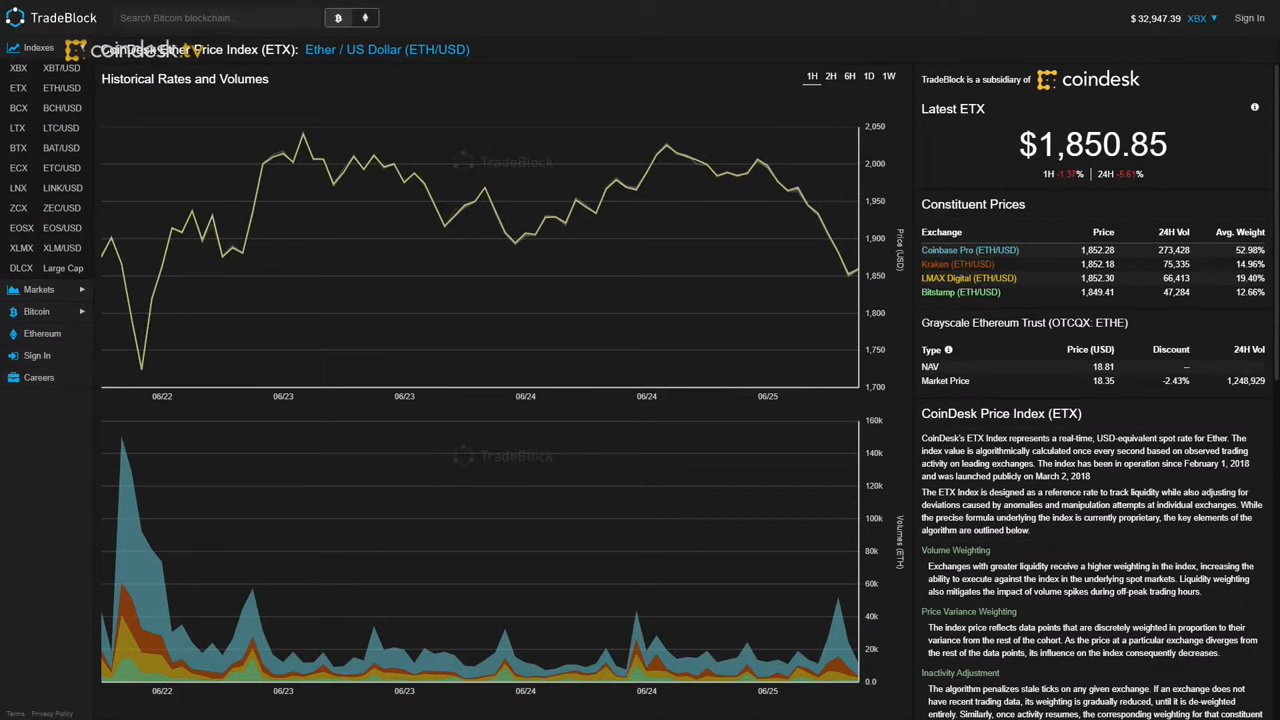 TradeBlock
Search Bitcoin blockchain...
$ 32,947.39 XBX ▼ Sign In
Indexes
XBX XBT/USD
ETX ETH/USD
BCX BCH/USD
LTX LTC/USD
BTX BAT/USD
ECX ETC/USD
LNX LINK/USD
ZCX ZEC/USD
EOSX EOS/USD
XLMX XLM/USD
DLCX Large Cap
Markets
Bitcoin
Ethereum
Sign In
Careers
Terms Privacy Policy
coindesk.tv
CoinDesk Ether Price Index (ETX): Ether / US Dollar (ETH/USD)
Historical Rates and Volumes
1H 2H 6H 1D 1W
TradeBlock
2,050
2,000
1,950
1,900
1,850
1,800
1,750
1,700
Price (USD)
06/22 06/23 06/23 06/24 06/24 06/25
TradeBlock
160k
140k
120k
100k
80k
60k
40k
20k
0.0
Volumes (ETH)
06/22 06/23 06/23 06/24 06/24 06/25
TradeBlock is a subsidiary of coindesk
Latest ETX
$1,850.85
1H -1.37% | 24H -5.61%
Constituent Prices
Exchange Price 24H Vol Avg. Weight
Coinbase Pro (ETH/USD) 1,852.28 273,428 52.98%
Kraken (ETH/USD) 1,852.18 75,335 14.96%
LMAX Digital (ETH/USD) 1,852.30 66,413 19.40%
Bitstamp (ETH/USD) 1,849.41 47,284 12.66%
Grayscale Ethereum Trust (OTCQX: ETHE)
Type Price (USD) Discount 24H Vol
NAV 18.81 –
Market Price 18.35 -2.43% 1,248,929
CoinDesk Price Index (ETX)
CoinDesk's ETX Index represents a real-time, USD-equivalent spot rate for Ether. The
index value is algorithmically calculated once every second based on observed trading
activity on leading exchanges. The index has been in operation since February 1, 2018
and was launched publicly on March 2, 2018
The ETX Index is designed as a reference rate to track liquidity while also adjusting for
deviations caused by anomalies and manipulation attempts at individual exchanges. While
the precise formula underlying the index is currently proprietary, the key elements of the
algorithm are outlined below.
Volume Weighting
Exchanges with greater liquidity receive a higher weighting in the index, increasing the
ability to execute against the index in the underlying spot markets. Liquidity weighting
also mitigates the impact of volume spikes during off-peak trading hours.
Price Variance Weighting
The index price reflects data points that are discretely weighted in proportion to their
variance from the rest of the cohort. As the price at a particular exchange diverges from
the rest of the data points, its influence on the index consequently decreases.
Inactivity Adjustment
The algorithm penalizes stale ticks on any given exchange. If an exchange does not
have recent trading data, its weighting is gradually reduced, until it is de-weighted
entirely. Similarly, once activity resumes, the corresponding weighting for that constituent